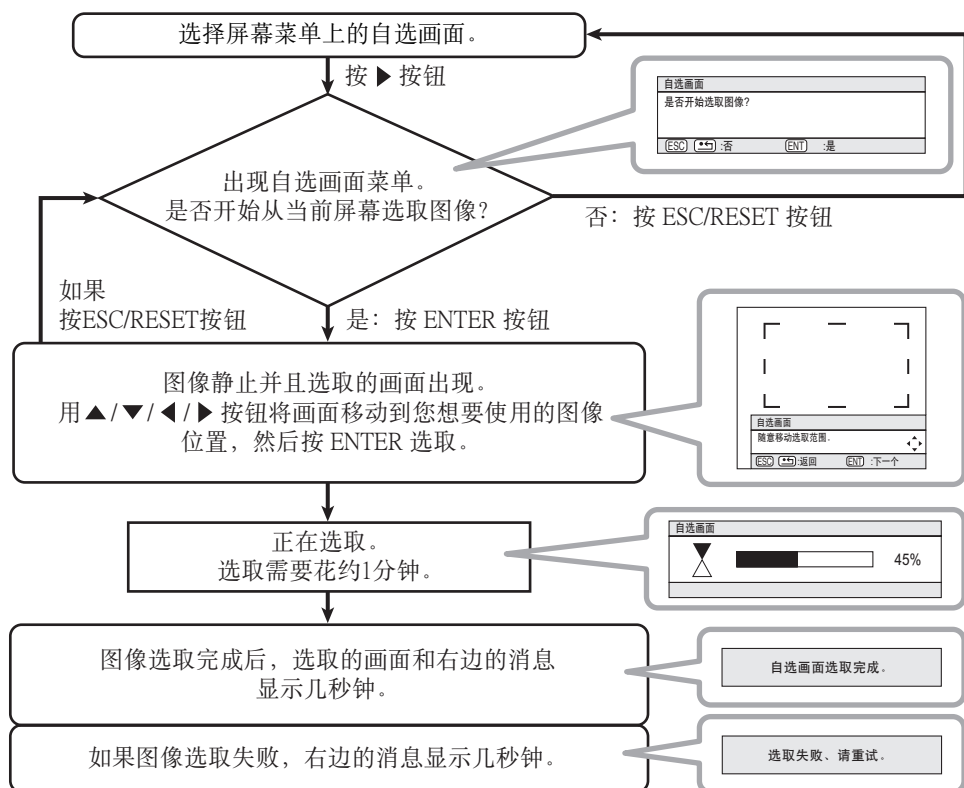 选择屏幕菜单上的自选画面。
按 ▶ 按钮
自选画面
是否开始选取图像?
ESC :否 ENT :是
出现自选画面菜单。
是否开始从当前屏幕选取图像?
否：按 ESC/RESET 按钮
如果
按ESC/RESET按钮
是：按 ENTER 按钮
图像静止并且选取的画面出现。
用▲/▼/◀/▶ 按钮将画面移动到您想要使用的图像
位置，然后按 ENTER 选取。
自选画面
随意移动选取范围.
ESC :返回 ENT :下一个
正在选取。
选取需要花约1分钟。
自选画面
45%
图像选取完成后，选取的画面和右边的消息
显示几秒钟。
自选画面选取完成.
如果图像选取失败，右边的消息显示几秒钟。
选取失败、请重试.